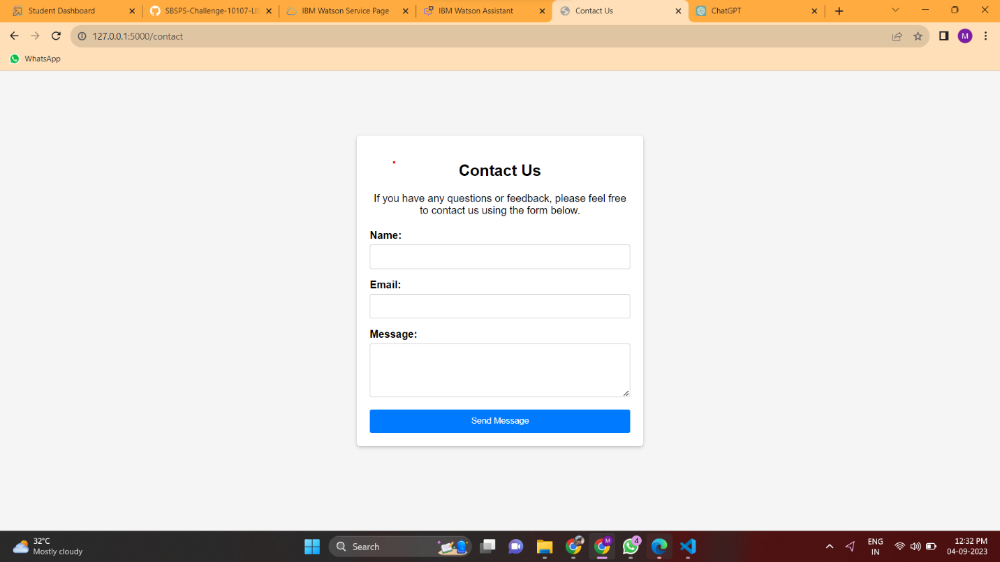 Student Dashboard
SBSPS-Challenge-10107-LIS
IBM Watson Service Page
IBM Watson Assistant
Contact Us
ChatGPT
127.0.0.1:5000/contact
M
WhatsApp
Contact Us
If you have any questions or feedback, please feel free
to contact us using the form below.
Name:
Email:
Message:
Send Message
32°C
Mostly cloudy
Search
M
4
ENG
IN
12:32 PM
04-09-2023